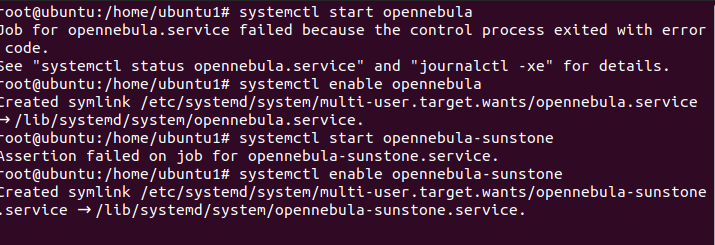 root@ubuntu:/home/ubuntu1# systemctl start opennebula
Job for opennebula.service failed because the control process exited with error
 code.
See "systemctl status opennebula.service" and "journalctl -xe" for details.
root@ubuntu:/home/ubuntu1# systemctl enable opennebula
Created symlink /etc/systemd/system/multi-user.target.wants/opennebula.service
→ /lib/systemd/system/opennebula.service.
root@ubuntu:/home/ubuntu1# systemctl start opennebula-sunstone
Assertion failed on job for opennebula-sunstone.service.
root@ubuntu:/home/ubuntu1# systemctl enable opennebula-sunstone
Created symlink /etc/systemd/system/multi-user.target.wants/opennebula-sunstone
.service → /lib/systemd/system/opennebula-sunstone.service.